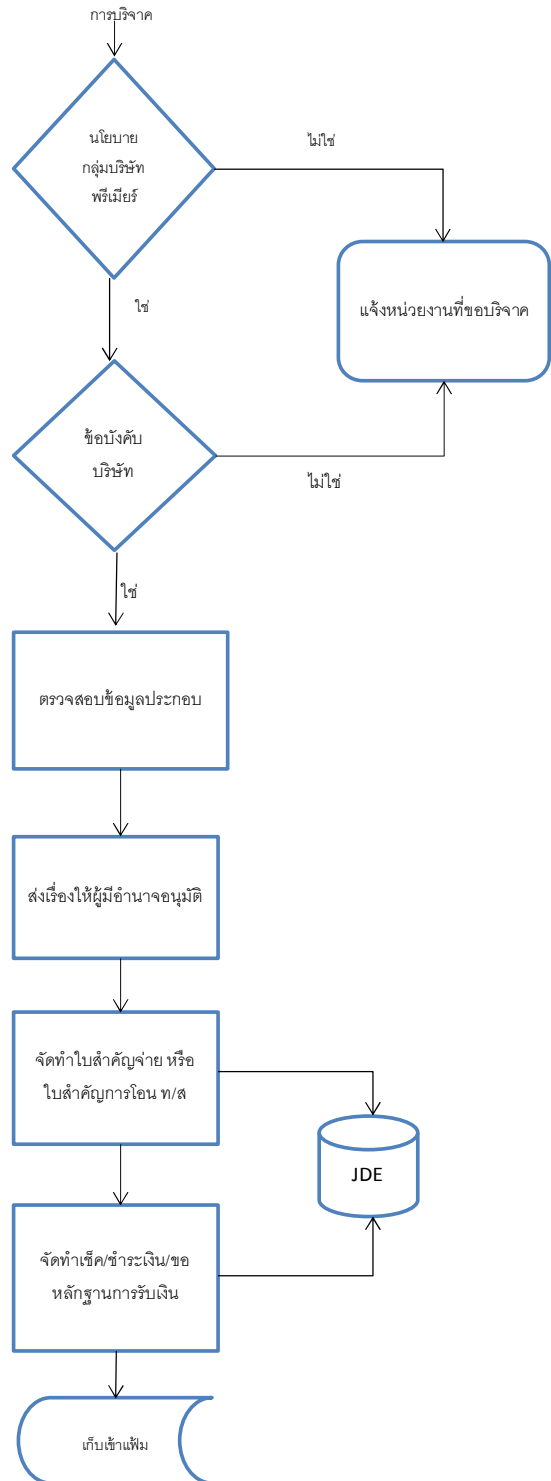 การบริจาค
นโยบาย
กลุ่มบริษัท
พรีเมียร์
ไม่ใช่
แจ้งหน่วยงานที่ขอบริจาค
ใช่
ข้อบังคับ
บริษัท
ไม่ใช่
ใช่
ตรวจสอบข้อมูลประกอบ
ส่งเรื่องให้ผู้มีอำนาจอนุมัติ
จัดทำใบสำคัญจ่าย หรือ
ใบสำคัญการโอน ท/ส
JDE
จัดทำเช็ค/ชำระเงิน/ขอ
หลักฐานการรับเงิน
เก็บเข้าแฟ้ม